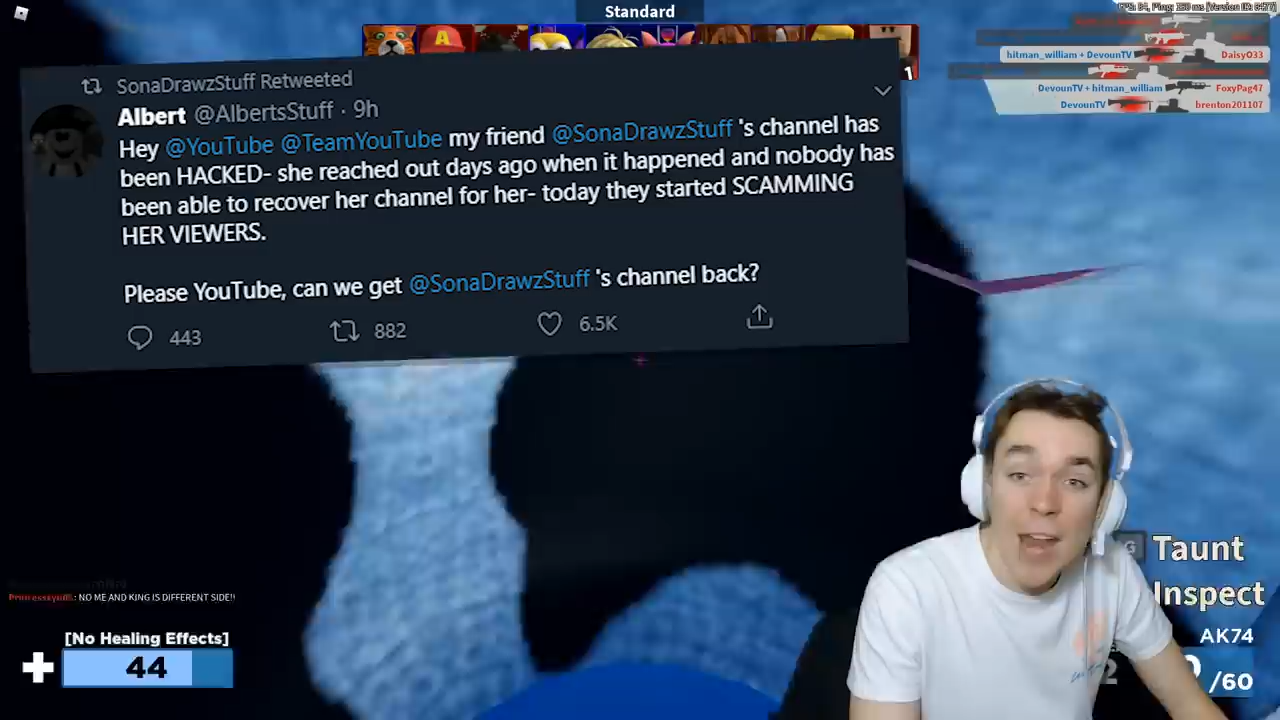 Standard
SonaDrawzStuff Retweeted
Albert @AlbertsStuff · 9h
Hey @YouTube @TeamYouTube my friend @SonaDrawzStuff 's channel has
been HACKED- she reached out days ago when it happened and nobody has
been able to recover her channel for her- today they started SCAMMING
HER VIEWERS.
Please YouTube, can we get @SonaDrawzStuff 's channel back?
443 882 6.5K
1
hitman_william + DevounTV DaisyO33
DevounTV + hitman_william FoxyPag47
DevounTV brenton201107
G Taunt
Inspect
AK74
/60
: NO ME AND KING IS DIFFERENT SIDE!!
[No Healing Effects]
44